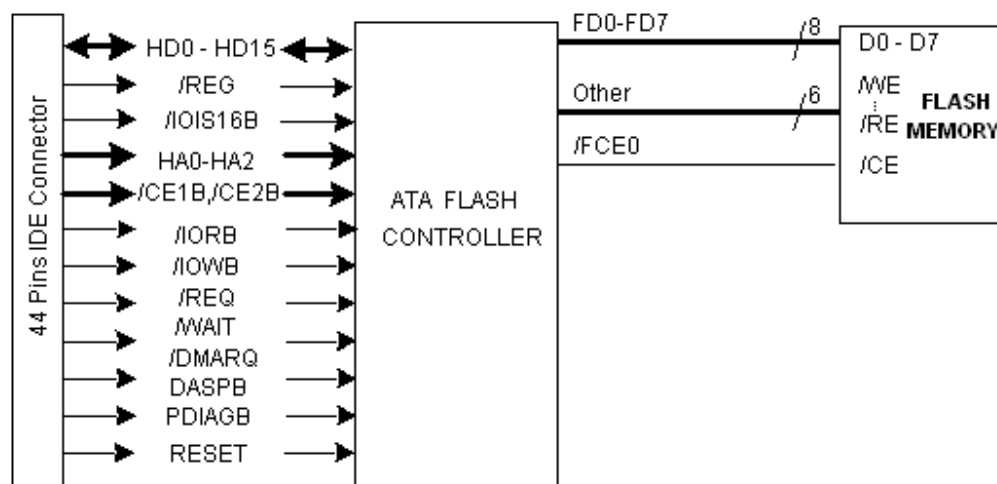 44 Pins IDE Connector
HD0 - HD15
/REG
/IOIS16B
HA0-HA2
/CE1B,/CE2B
/IORB
/IOWB
/REQ
/WAIT
/DMARQ
DASPB
PDIAGB
RESET
ATA FLASH
CONTROLLER
FD0-FD7
/8
Other
/6
/FCE0
D0 - D7
/WE
/RE
/CE
FLASH
MEMORY